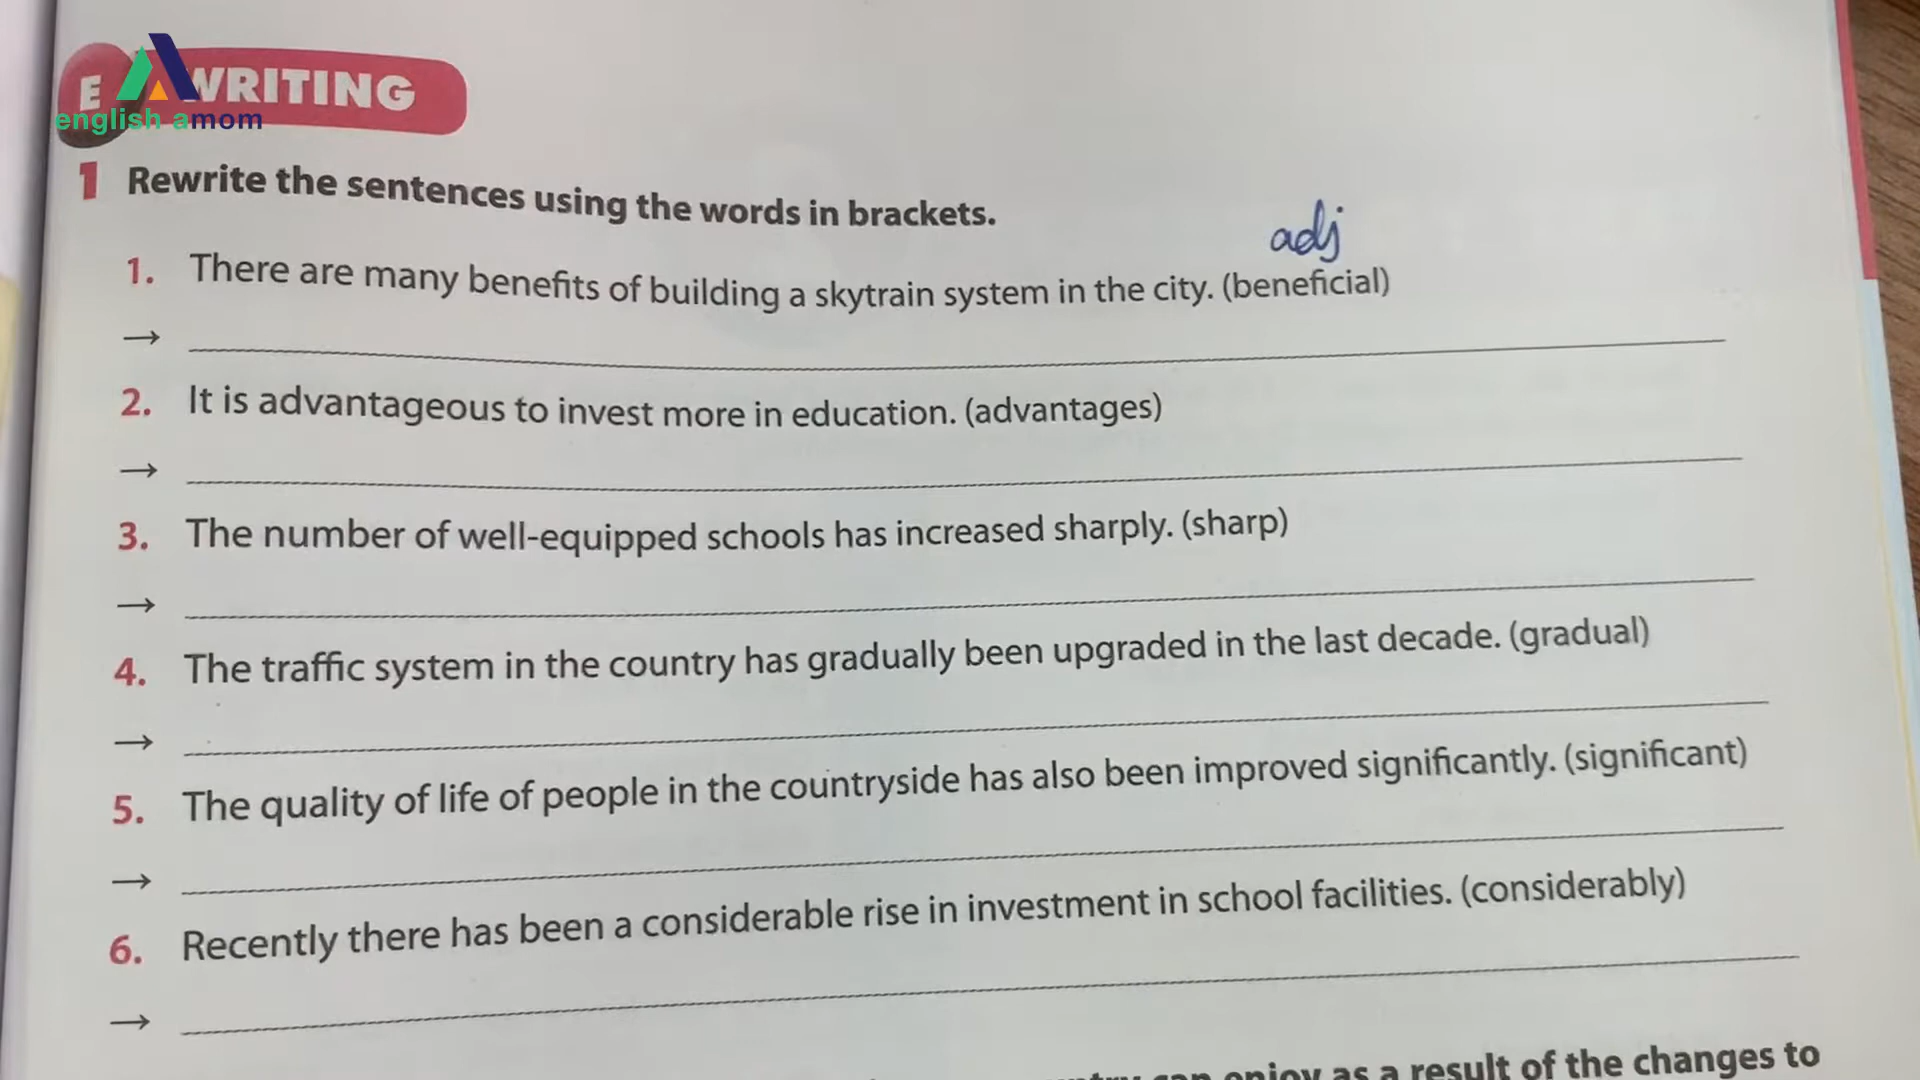 E WRITING
english amom
1 Rewrite the sentences using the words in brackets.
adj
1. There are many benefits of building a skytrain system in the city. (beneficial)
→
2. It is advantageous to invest more in education. (advantages)
→
3. The number of well-equipped schools has increased sharply. (sharp)
→
4. The traffic system in the country has gradually been upgraded in the last decade. (gradual)
→
5. The quality of life of people in the countryside has also been improved significantly. (significant)
→
6. Recently there has been a considerable rise in investment in school facilities. (considerably)
→
can enjoy as a result of the changes to